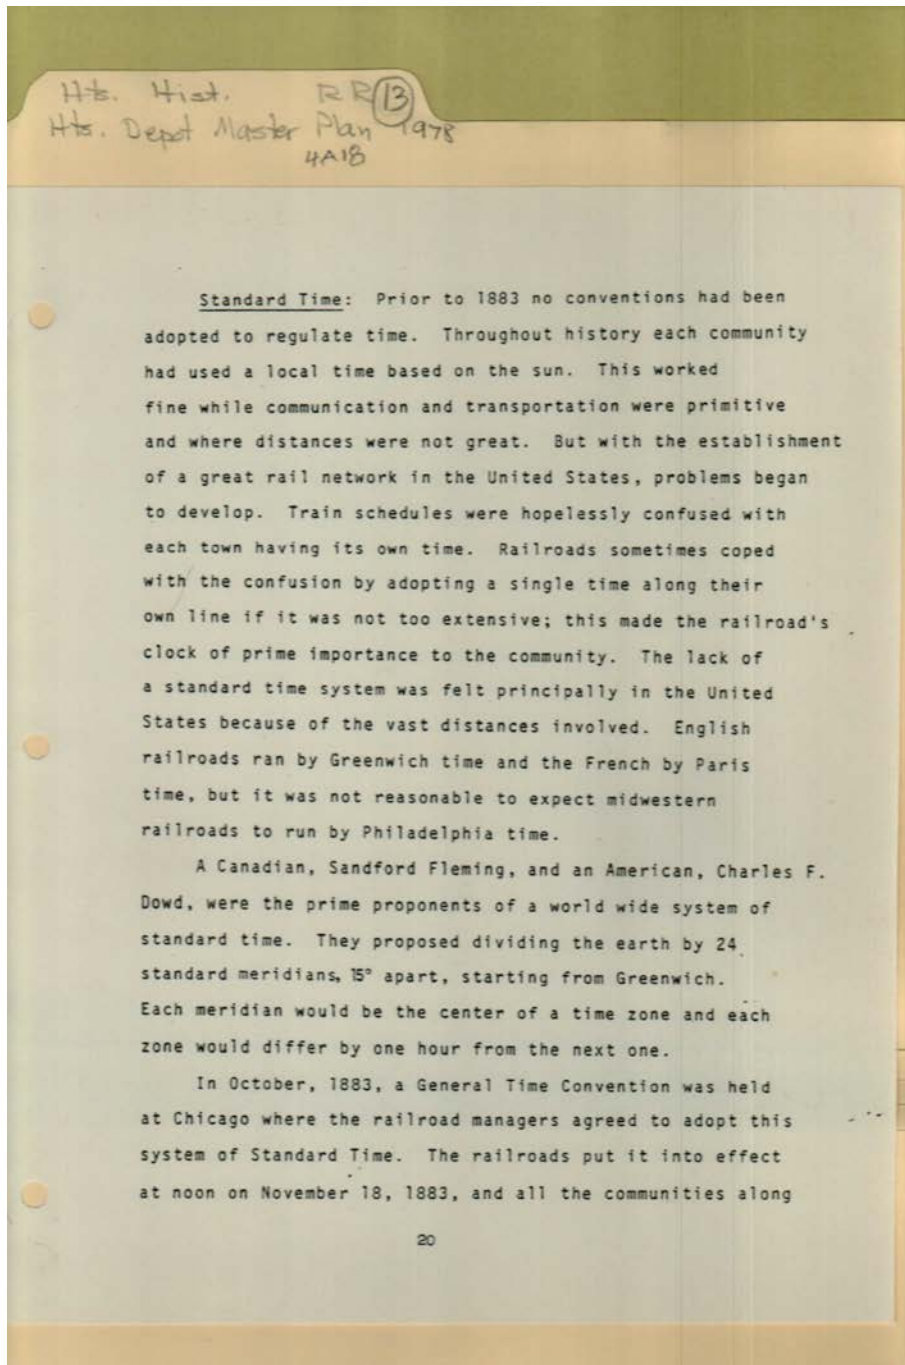 Hts. Hist. RR 13
Hts. Depot Master Plan 1978
4A18
Standard Time: Prior to 1883 no conventions had been
adopted to regulate time. Throughout history each community
had used a local time based on the sun. This worked
fine while communication and transportation were primitive
and where distances were not great. But with the establishment
of a great rail network in the United States, problems began
to develop. Train schedules were hopelessly confused with
each town having its own time. Railroads sometimes coped
with the confusion by adopting a single time along their
own line if it was not too extensive; this made the railroad's
clock of prime importance to the community. The lack of
a standard time system was felt principally in the United
States because of the vast distances involved. English
railroads ran by Greenwich time and the French by Paris
time, but it was not reasonable to expect midwestern
railroads to run by Philadelphia time.
A Canadian, Sandford Fleming, and an American, Charles F.
Dowd, were the prime proponents of a world wide system of
standard time. They proposed dividing the earth by 24
standard meridians, 15° apart, starting from Greenwich.
Each meridian would be the center of a time zone and each
zone would differ by one hour from the next one.
In October, 1883, a General Time Convention was held
at Chicago where the railroad managers agreed to adopt this
system of Standard Time. The railroads put it into effect
at noon on November 18, 1883, and all the communities along
20